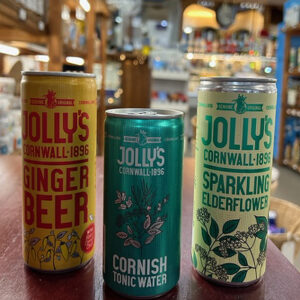 JOLLY'S
CORNWALL·1896
GINGER
BEER
JOLLY'S
CORNWALL·1896
CORNISH
TONIC WATER
JOLLY'S
CORNWALL·1896
SPARKLING
ELDERFLOWER